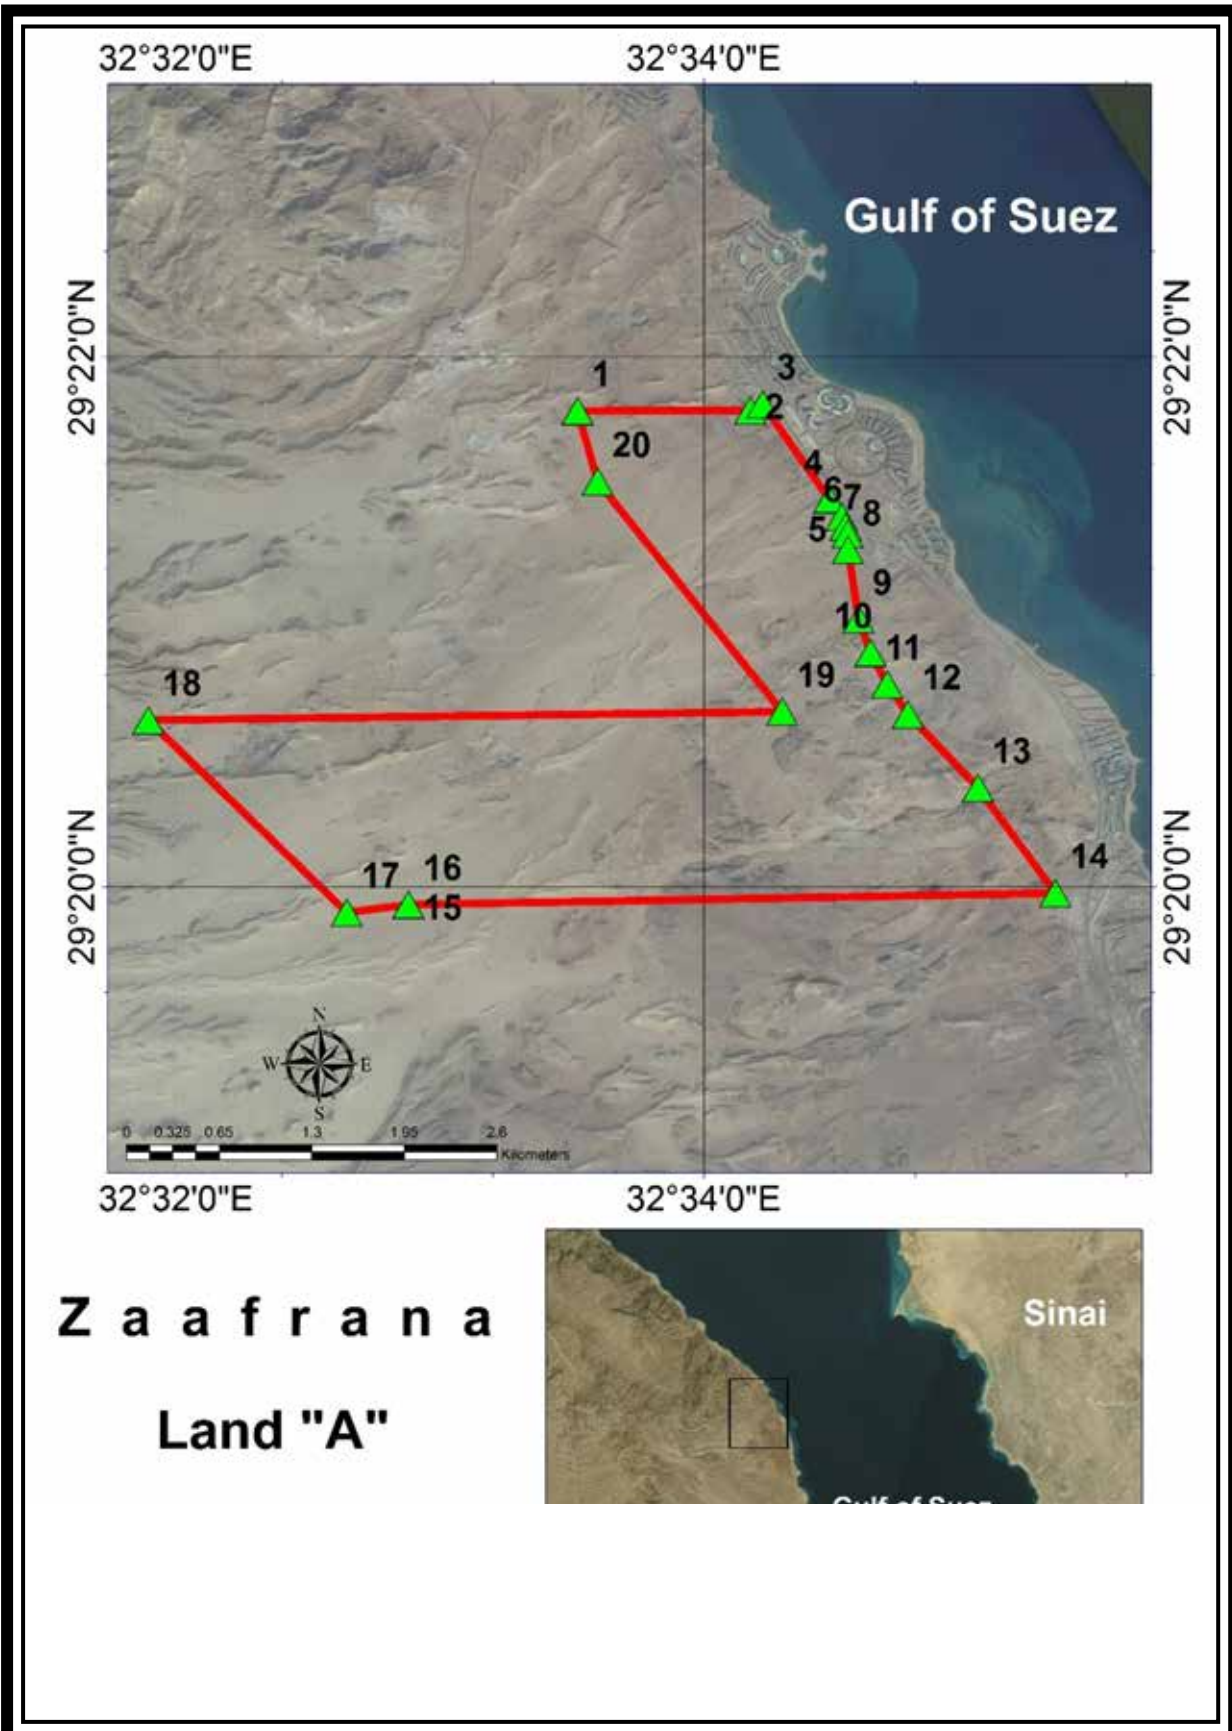 32°32'0"E 32°34'0"E
Gulf of Suez
29°22'0"N 29°22'0"N
1 3
2
20
4
6 7
8
5
9
10
11
19 12
18
13
14
17 16
15
29°20'0"N 29°20'0"N
N
W E
S
0 0.325 0.65 1.3 1.95 2.6
Kilometers
32°32'0"E 32°34'0"E
Z a a f r a n a
Land "A"
Sinai
Gulf of Suez